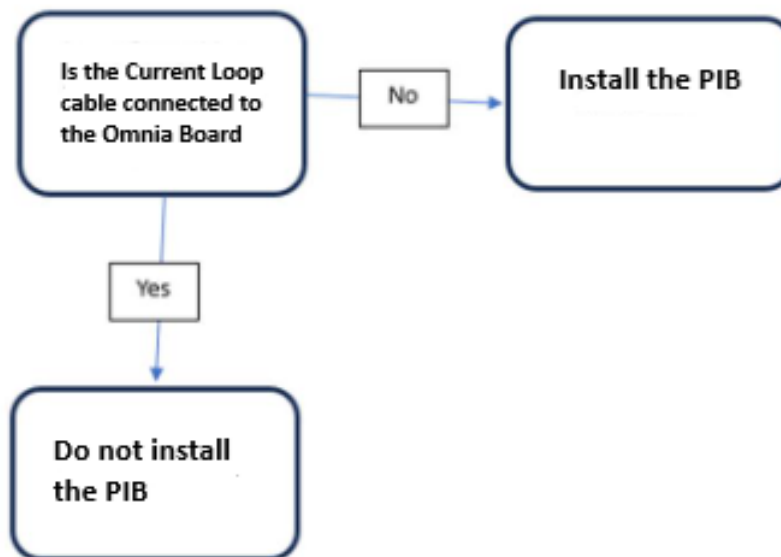 Is the Current Loop
cable connected to
the Omnia Board
No
Install the PIB
Yes
Do not install
the PIB